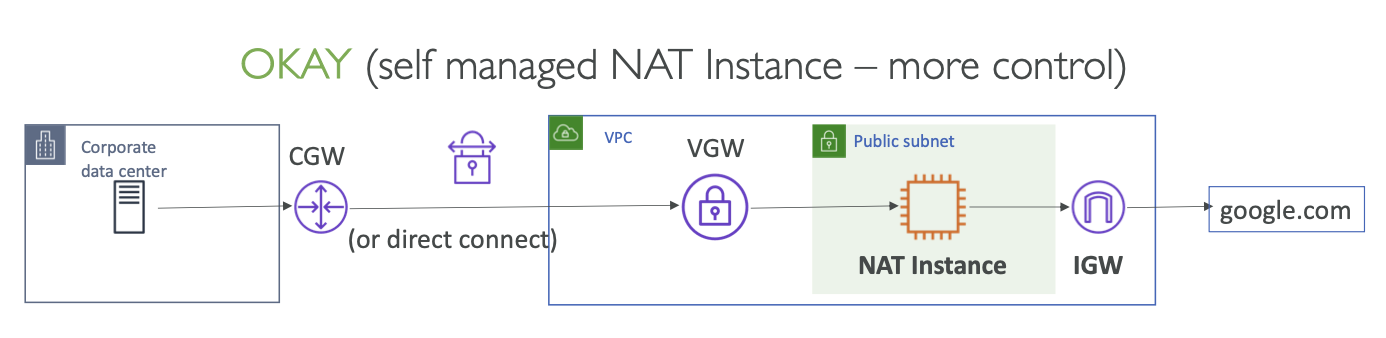 OKAY (self managed NAT Instance – more control)
Corporate
data center
CGW
(or direct connect)
VPC
VGW
Public subnet
NAT Instance
IGW
google.com